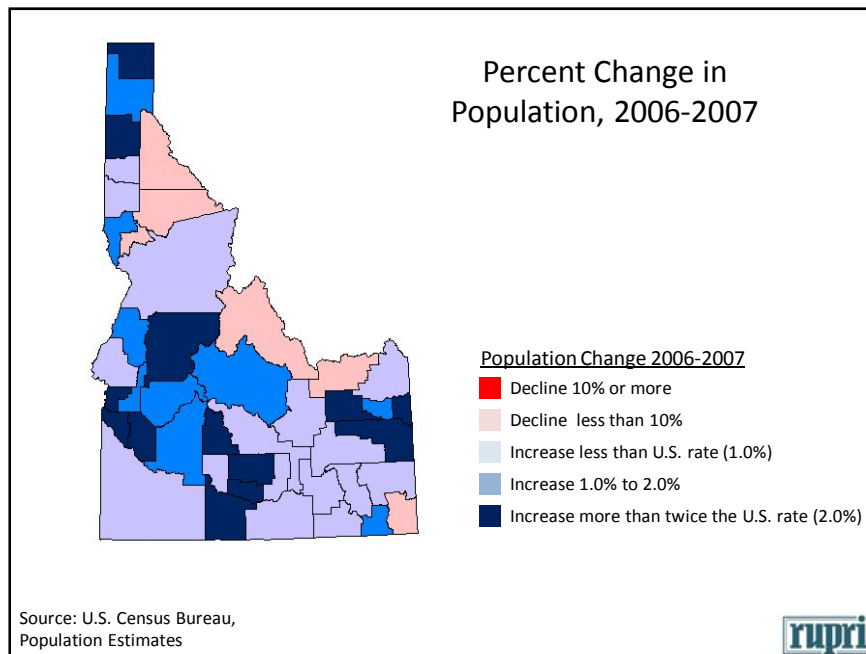 Percent Change in
Population, 2006-2007
Population Change 2006-2007
Decline 10% or more
Decline  less than 10%
Increase less than U.S. rate (1.0%)
Increase 1.0% to 2.0%
Increase more than twice the U.S. rate (2.0%)
Source: U.S. Census Bureau,
Population Estimates
rupri